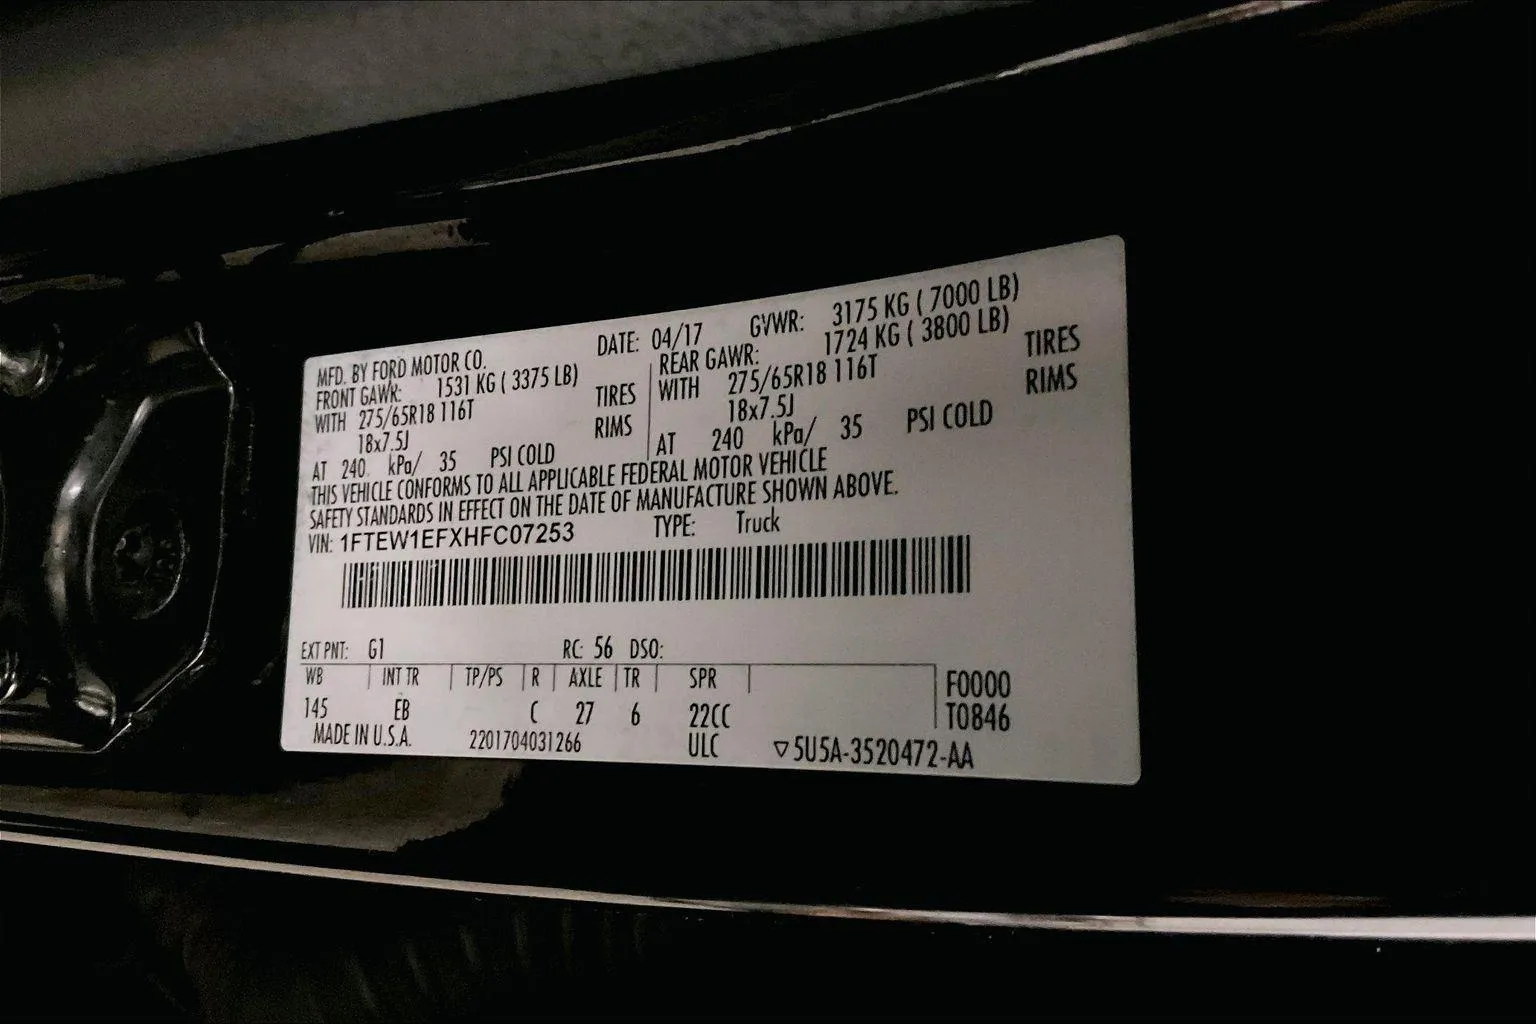 MFD. BY FORD MOTOR CO. DATE: 04/17 GVWR: 3175 KG ( 7000 LB)
FRONT GAWR: 1531 KG ( 3375 LB) REAR GAWR: 1724 KG ( 3800 LB)
WITH 275/65R18 116T TIRES WITH 275/65R18 116T TIRES
18x7.5J RIMS 18x7.5J RIMS
AT 240 kPa/ 35 PSI COLD AT 240 kPa/ 35 PSI COLD
THIS VEHICLE CONFORMS TO ALL APPLICABLE FEDERAL MOTOR VEHICLE
SAFETY STANDARDS IN EFFECT ON THE DATE OF MANUFACTURE SHOWN ABOVE.
VIN: 1FTEW1EFXHFC07253 TYPE: Truck
EXT PNT: G1 RC: 56 DSO:
WB INT TR TP/PS R AXLE TR SPR F0000
145 EB C 27 6 22CC T0846
MADE IN U.S.A. 2201704031266 ULC ▽5U5A-3520472-AA